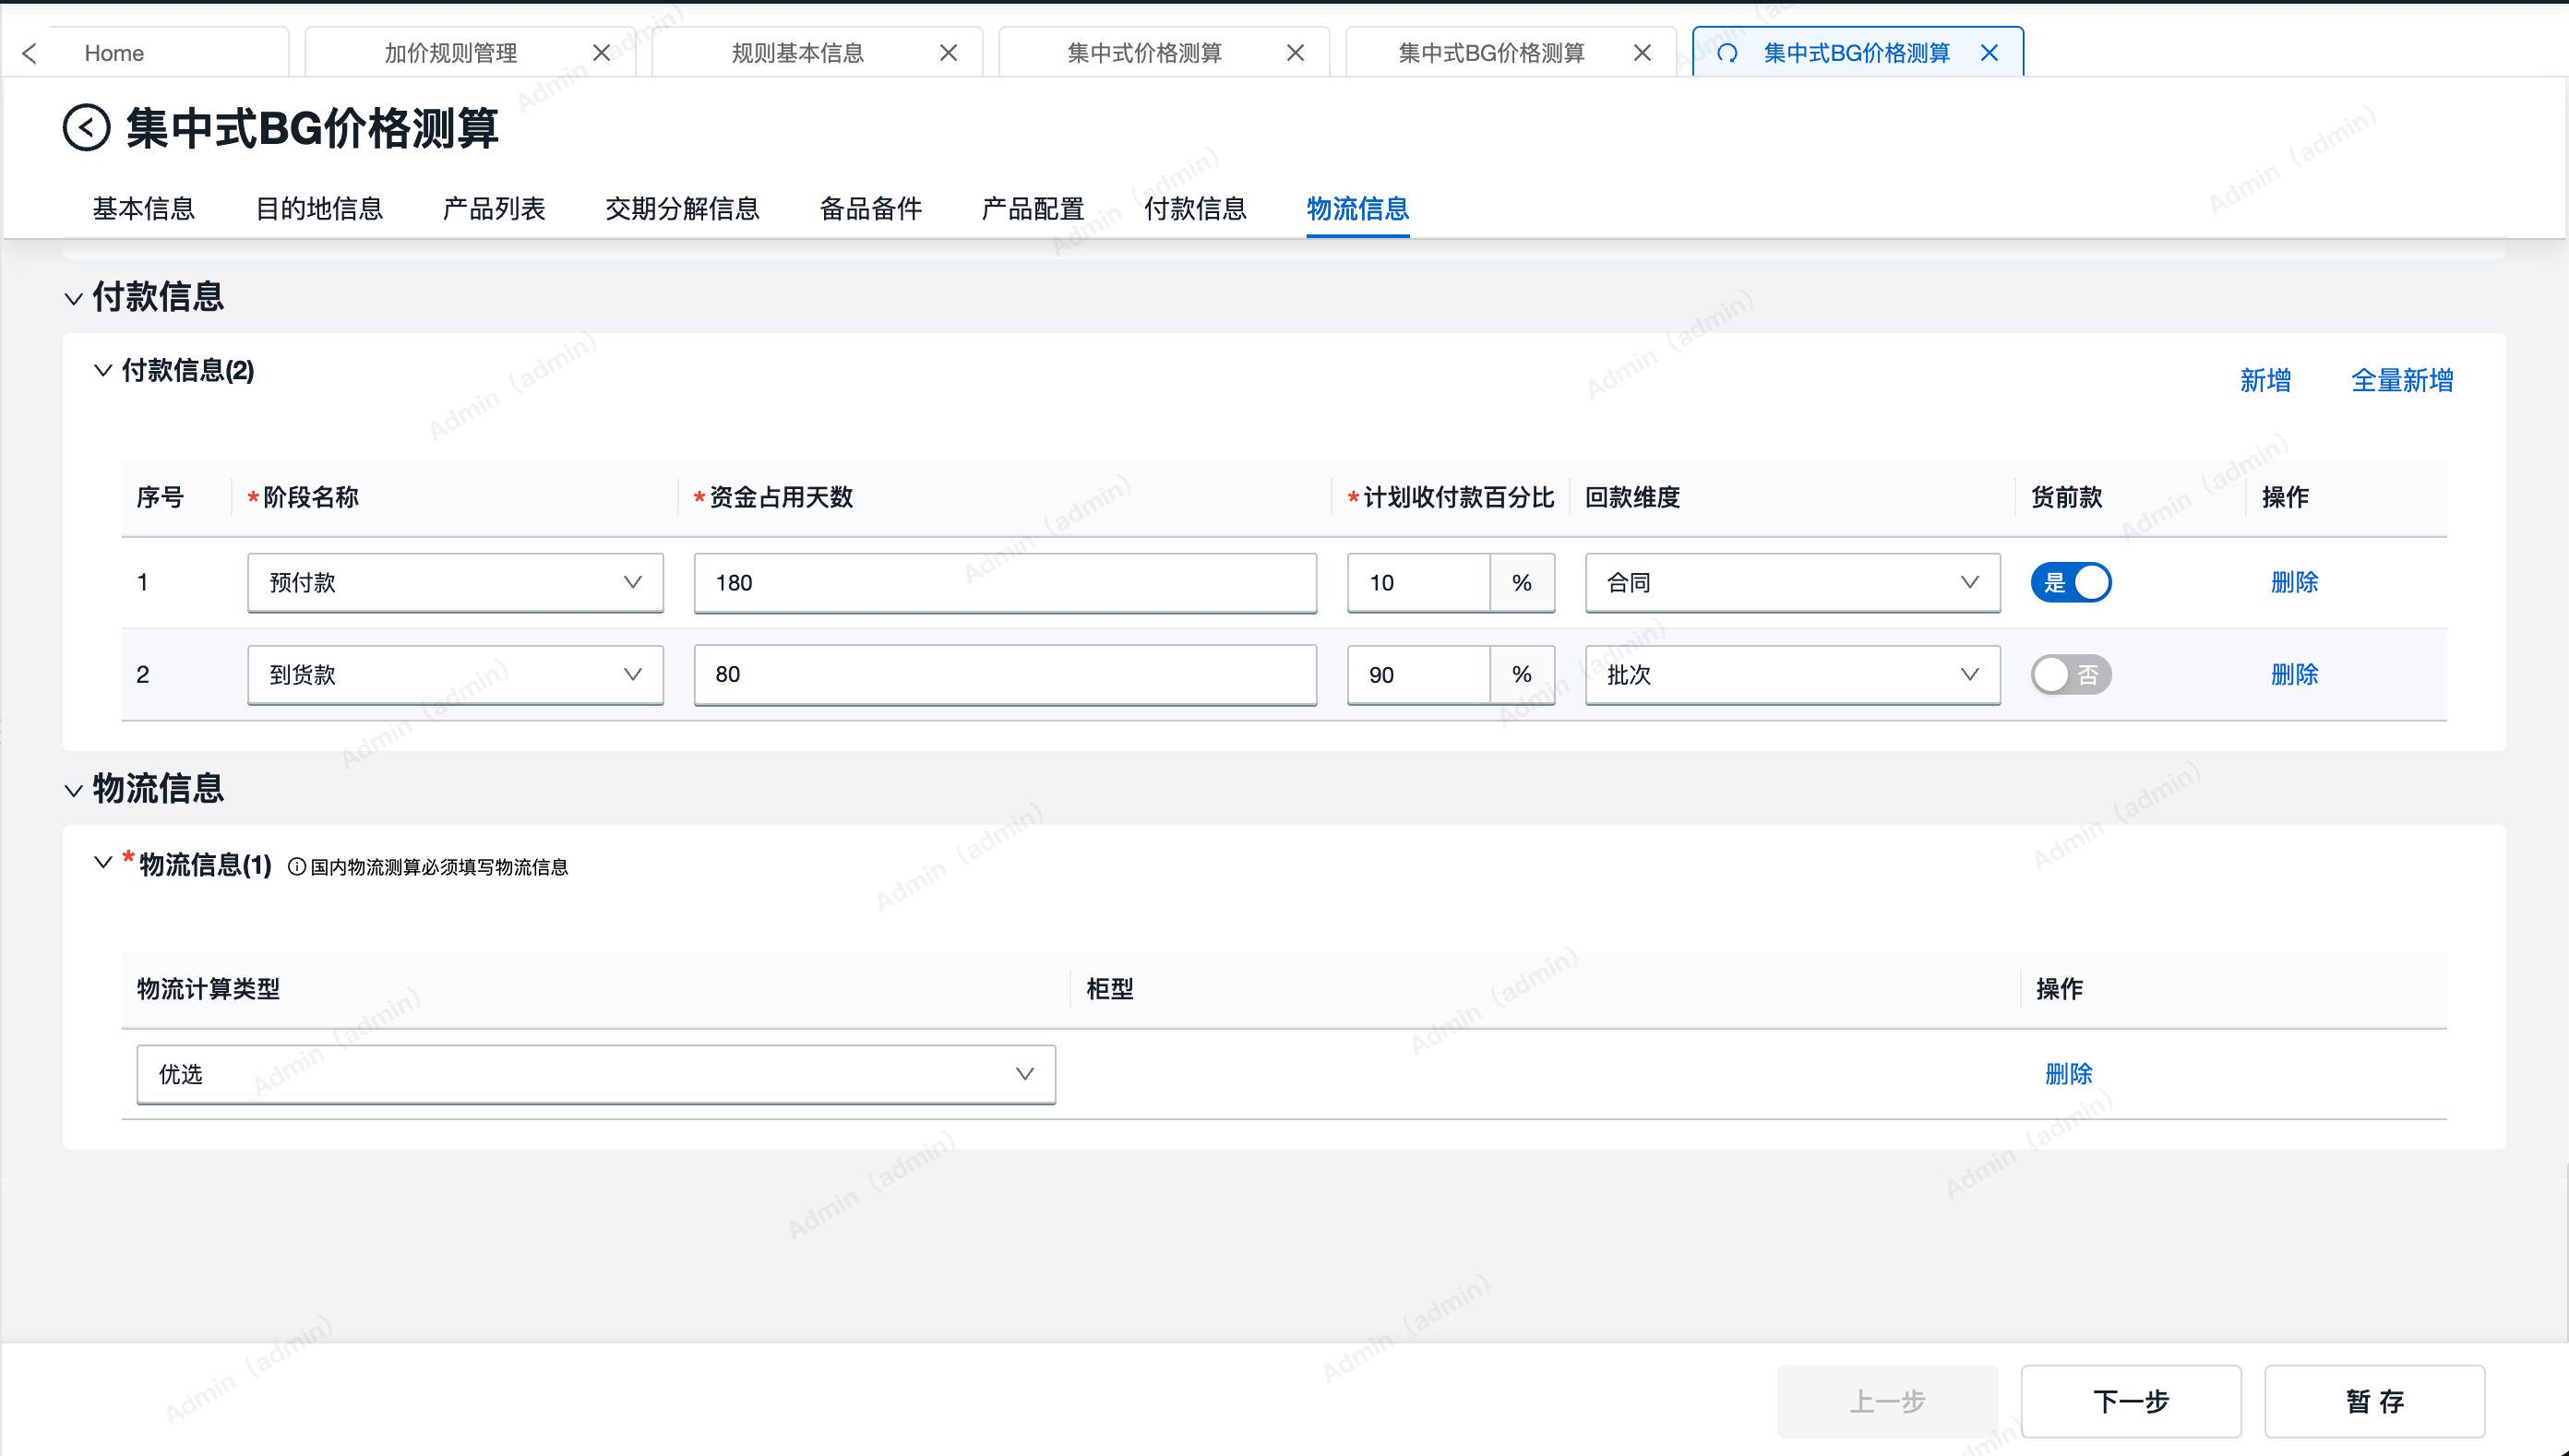 Home 加价规则管理 规则基本信息 集中式价格测算 集中式BG价格测算 集中式BG价格测算
集中式BG价格测算
基本信息 目的地信息 产品列表 交期分解信息 备品备件 产品配置 付款信息 物流信息
付款信息
付款信息(2)
新增 全量新增
序号 *阶段名称 *资金占用天数 *计划收付款百分比 回款维度 货前款 操作
1 预付款 180 10 % 合同 是 删除
2 到货款 80 90 % 批次 否 删除
物流信息
*物流信息(1) 国内物流测算必须填写物流信息
物流计算类型 柜型 操作
优选 删除
上一步 下一步 暂存
Admin（admin）